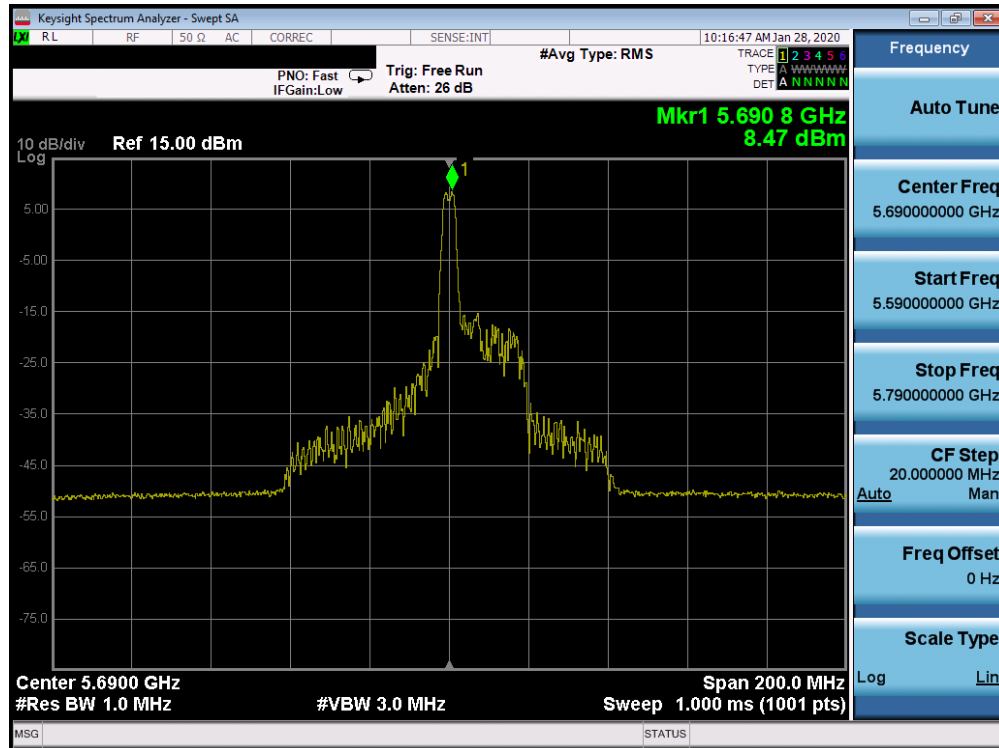 Keysight Spectrum Analyzer - Swept SA
LXI RL RF 50 Ω AC CORREC SENSE:INT 10:16:47 AM Jan 28, 2020
#Avg Type: RMS
TRACE 1 2 3 4 5 6
TYPE A WWWWW
DET A N N N N N
PNO: Fast
IFGain:Low
Trig: Free Run
Atten: 26 dB
Mkr1 5.690 8 GHz
8.47 dBm
10 dB/div
Log
Ref 15.00 dBm
1
5.00
-5.00
-15.0
-25.0
-35.0
-45.0
-55.0
-65.0
-75.0
Center 5.6900 GHz
#Res BW 1.0 MHz
#VBW 3.0 MHz
Span 200.0 MHz
Sweep 1.000 ms (1001 pts)
MSG
STATUS
Frequency
Auto Tune
Center Freq
5.690000000 GHz
Start Freq
5.590000000 GHz
Stop Freq
5.790000000 GHz
CF Step
20.000000 MHz
Auto Man
Freq Offset
0 Hz
Scale Type
Log Lin